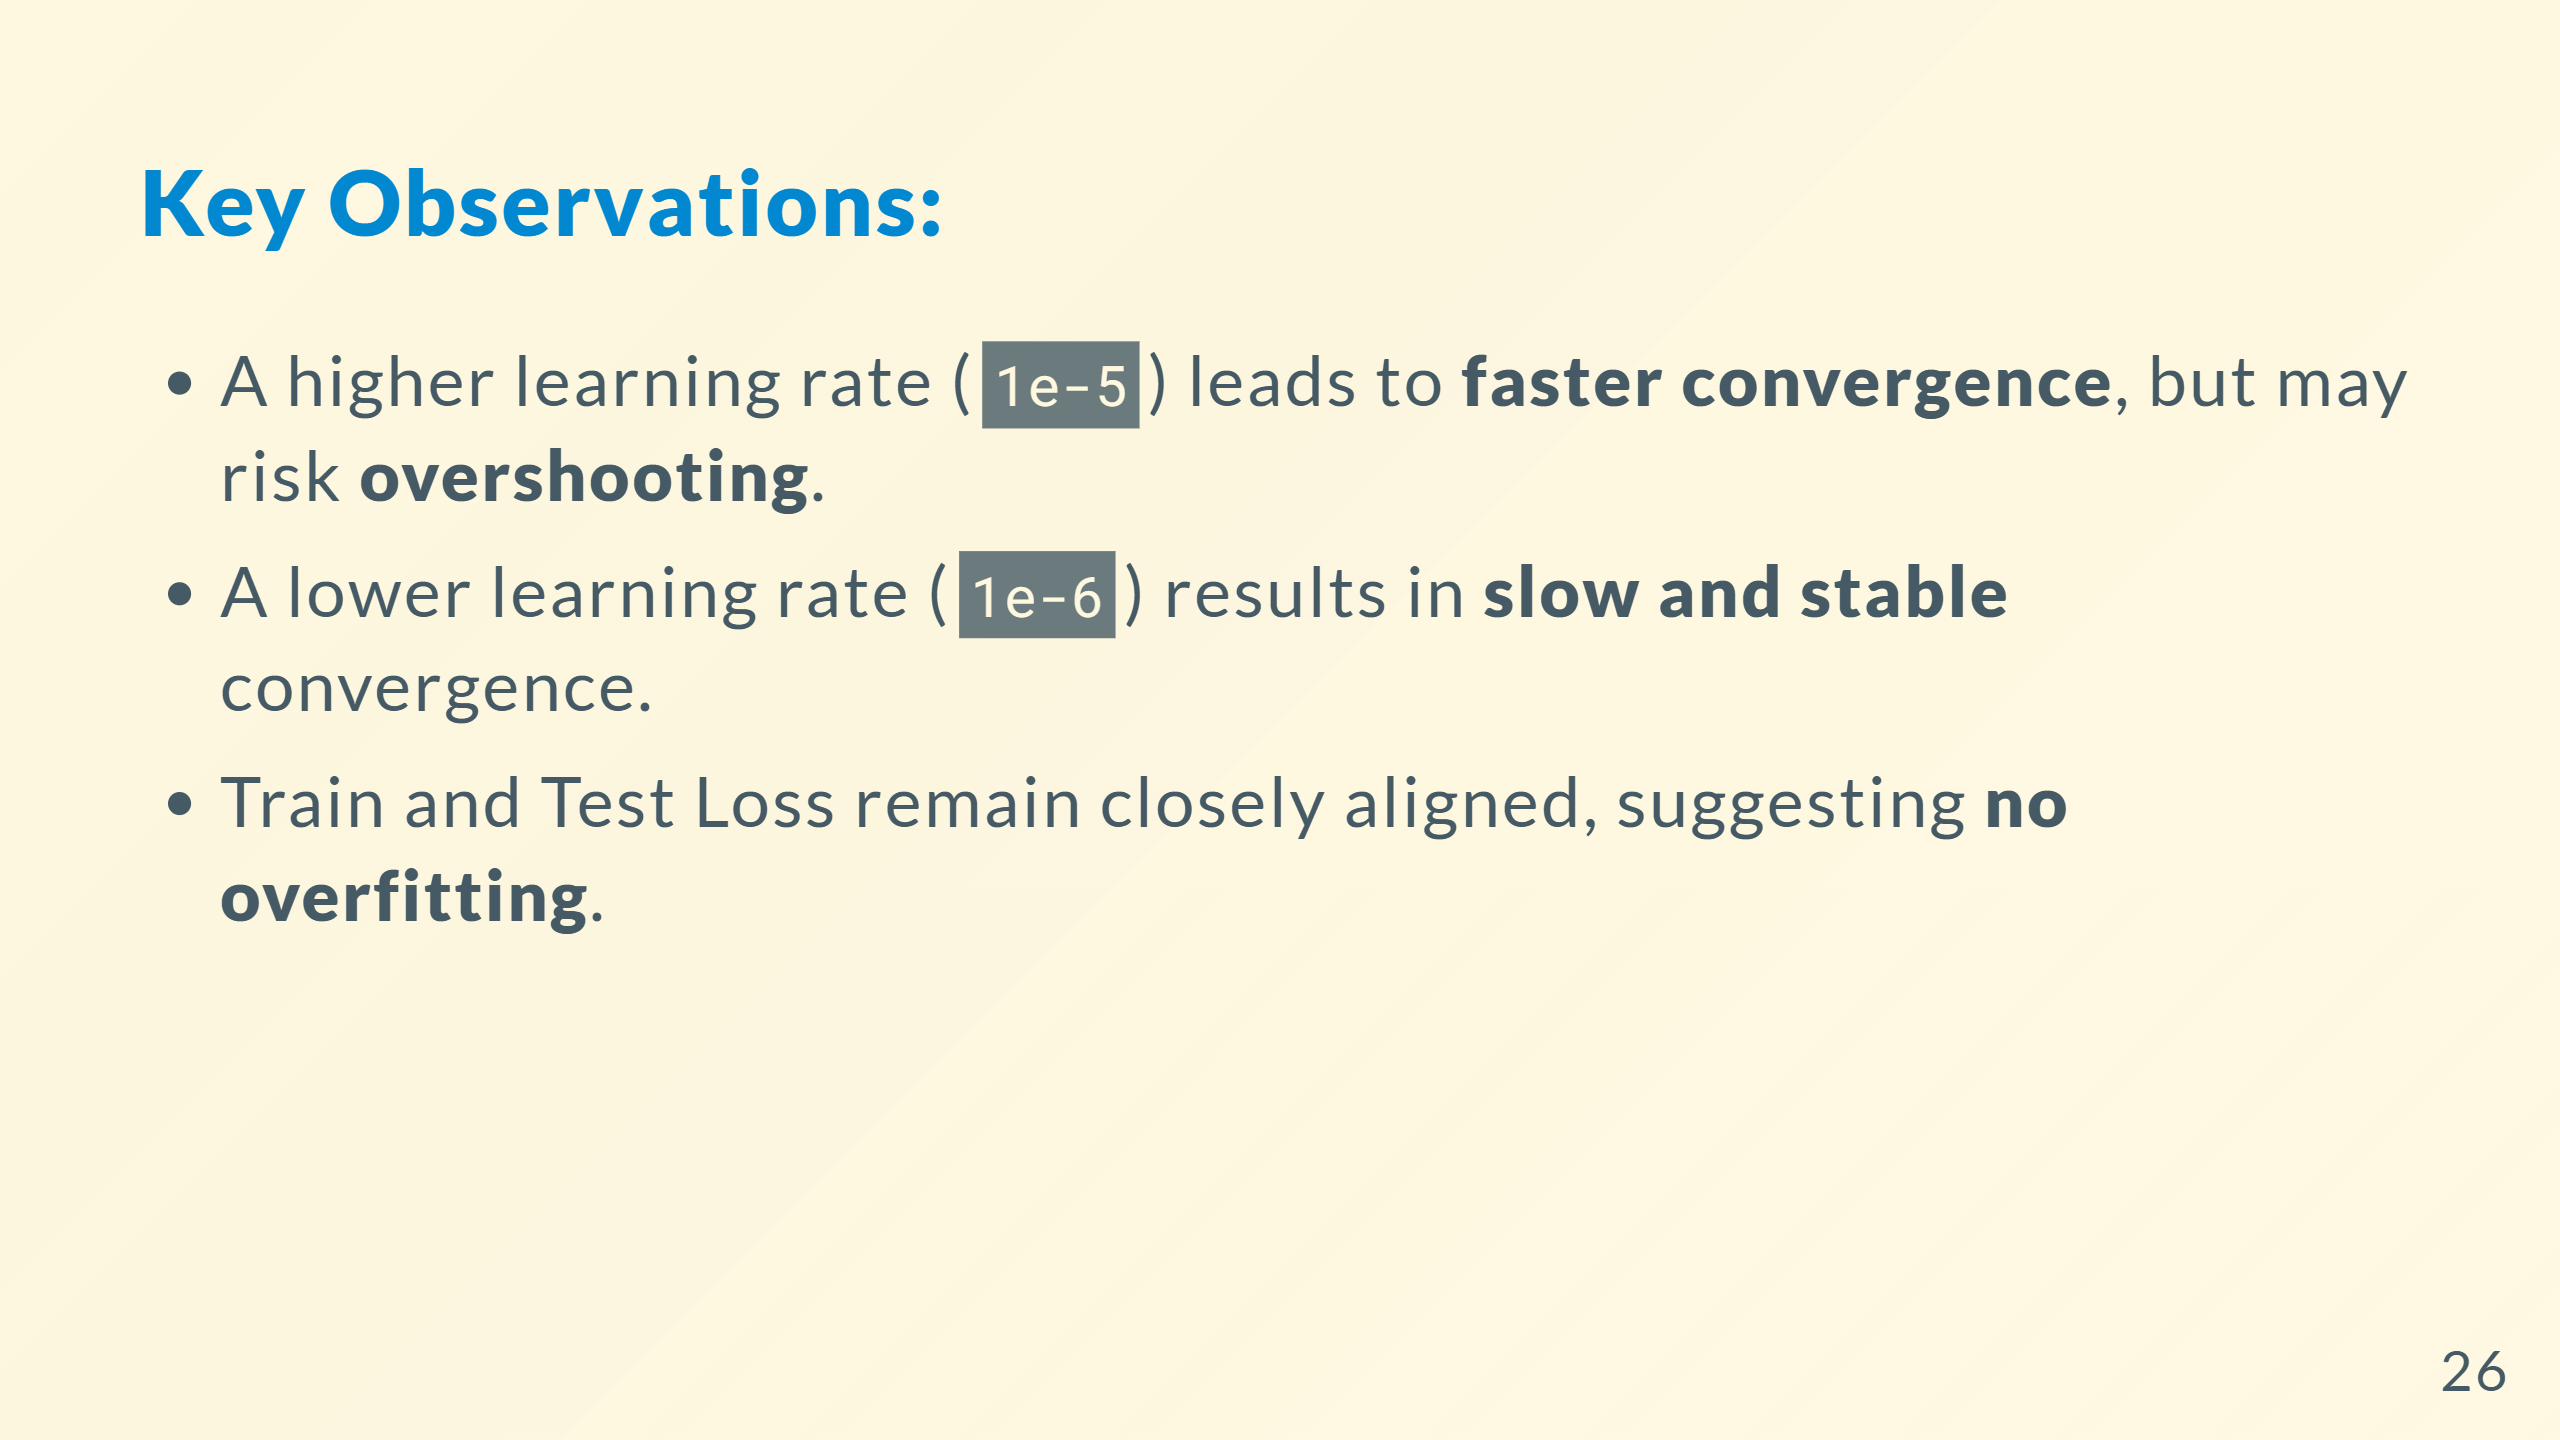 Key Observations:
• A higher learning rate ( 1e-5 ) leads to faster convergence, but may
risk overshooting.
• A lower learning rate ( 1e-6 ) results in slow and stable
convergence.
• Train and Test Loss remain closely aligned, suggesting no
overfitting.
26